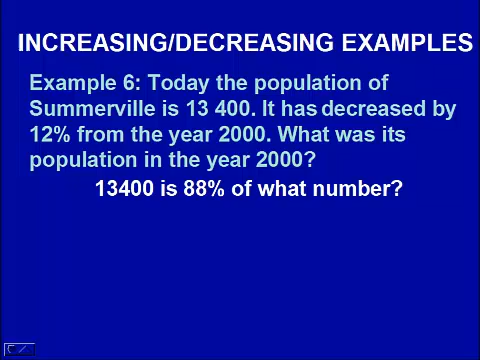 INCREASING/DECREASING EXAMPLES
Example 6: Today the population of
Summerville is 13 400. It has decreased by
12% from the year 2000. What was its
population in the year 2000?
13400 is 88% of what number?